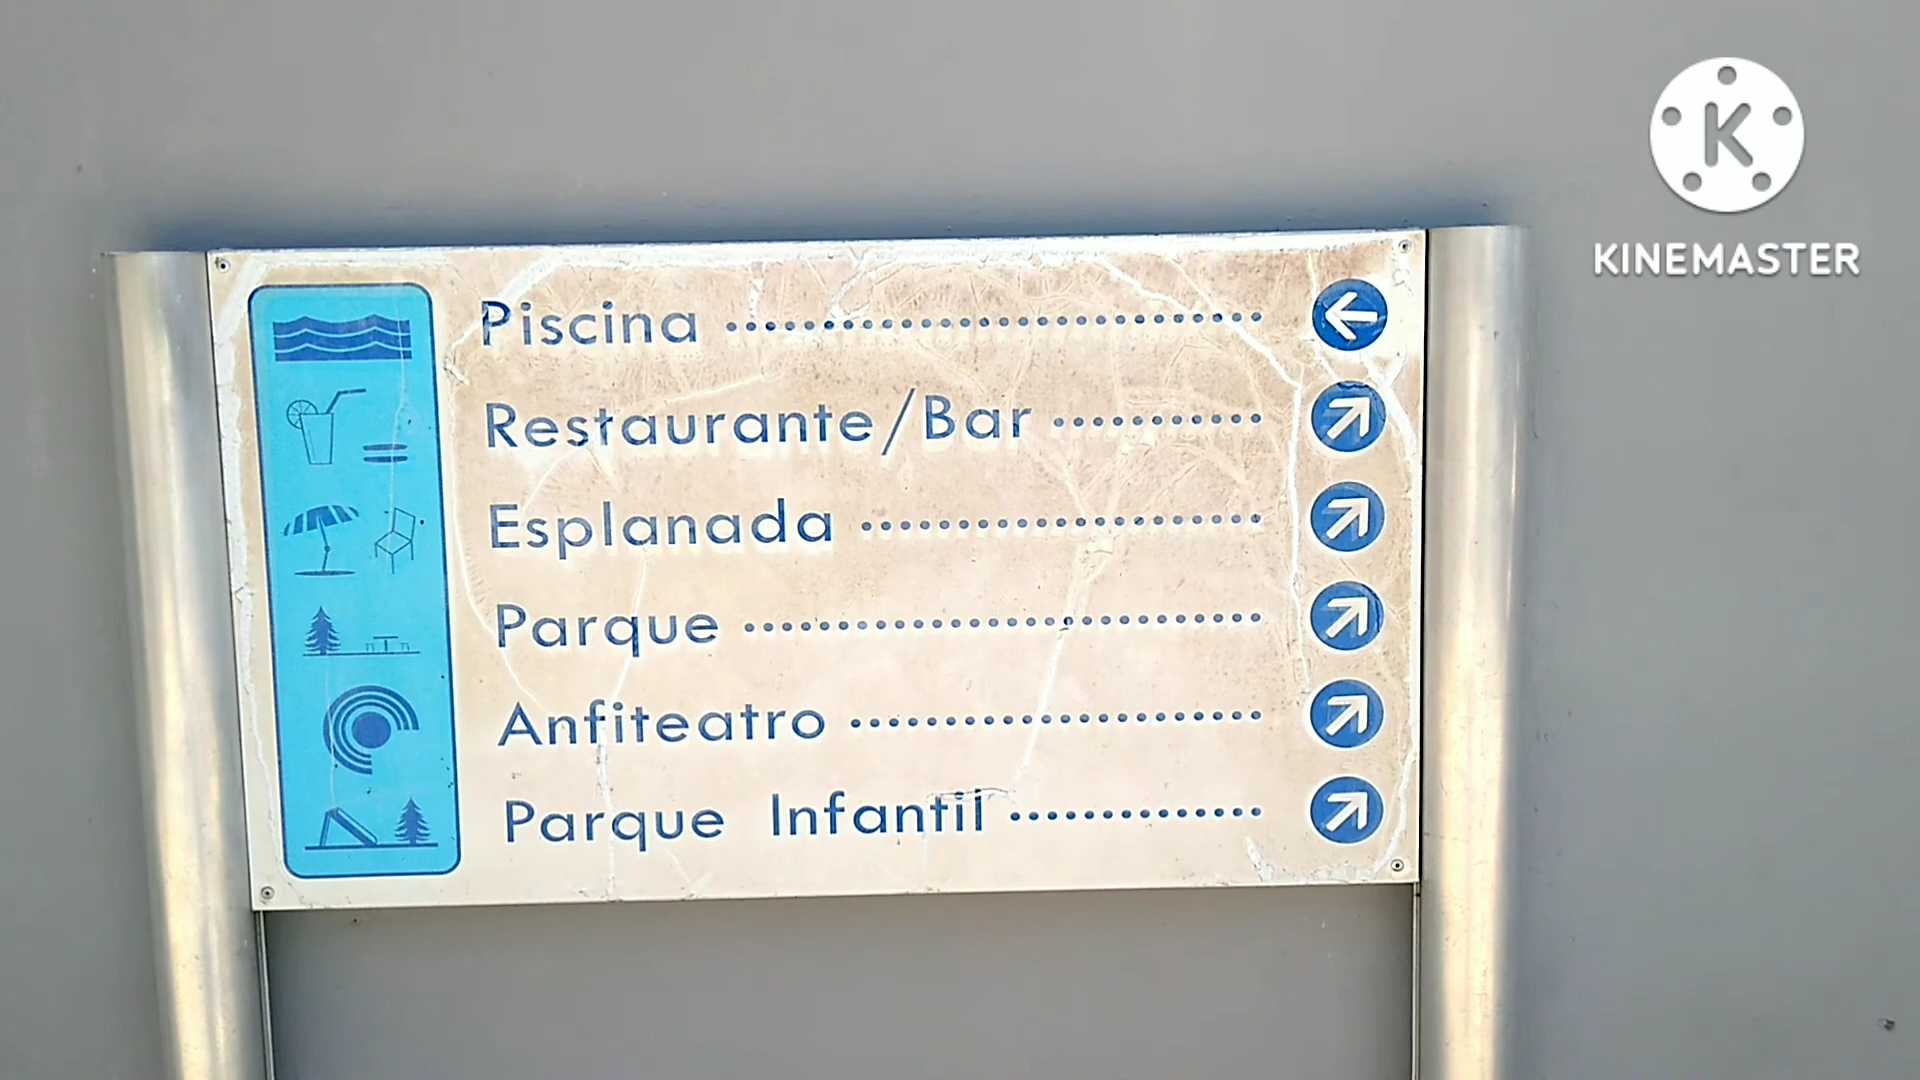 K
KINEMASTER
Piscina
Restaurante/Bar
Esplanada
Parque
Anfiteatro
Parque Infantil